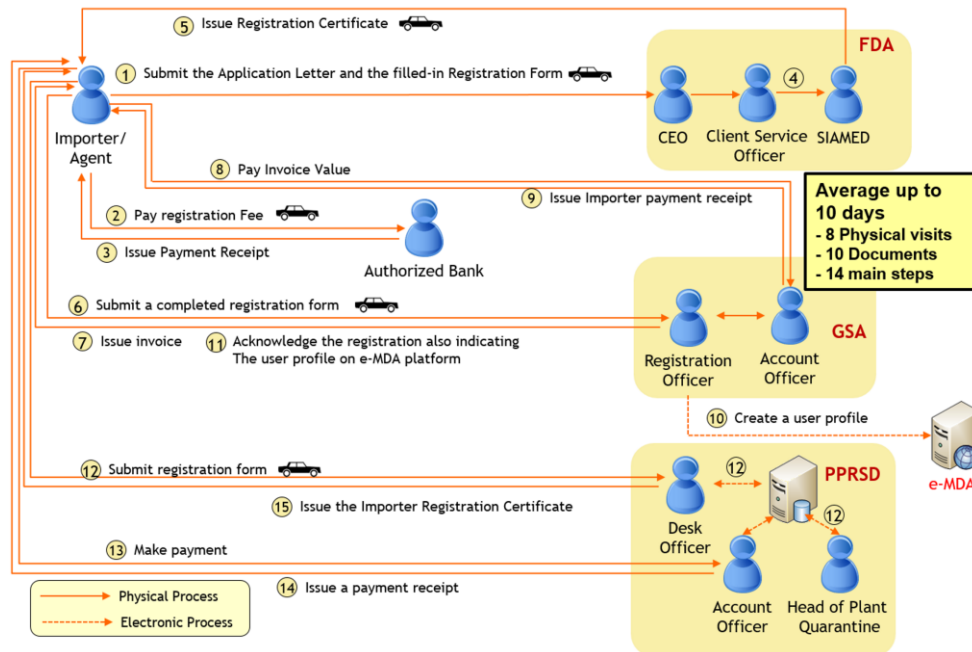 5 Issue Registration Certificate
FDA
1 Submit the Application Letter and the filled-in Registration Form
4
Importer/
Agent
CEO
Client Service
Officer
SIAMED
8 Pay Invoice Value
9 Issue Importer payment receipt
Average up to
10 days
- 8 Physical visits
- 10 Documents
- 14 main steps
2 Pay registration Fee
3 Issue Payment Receipt
Authorized Bank
6 Submit a completed registration form
7 Issue invoice
11 Acknowledge the registration also indicating
The user profile on e-MDA platform
Registration
Officer
Account
Officer
GSA
10 Create a user profile
e-MDA
12 Submit registration form
12
PPRSD
15 Issue the Importer Registration Certificate
Desk
Officer
12
13 Make payment
14 Issue a payment receipt
Account
Officer
Head of Plant
Quarantine
Physical Process
Electronic Process